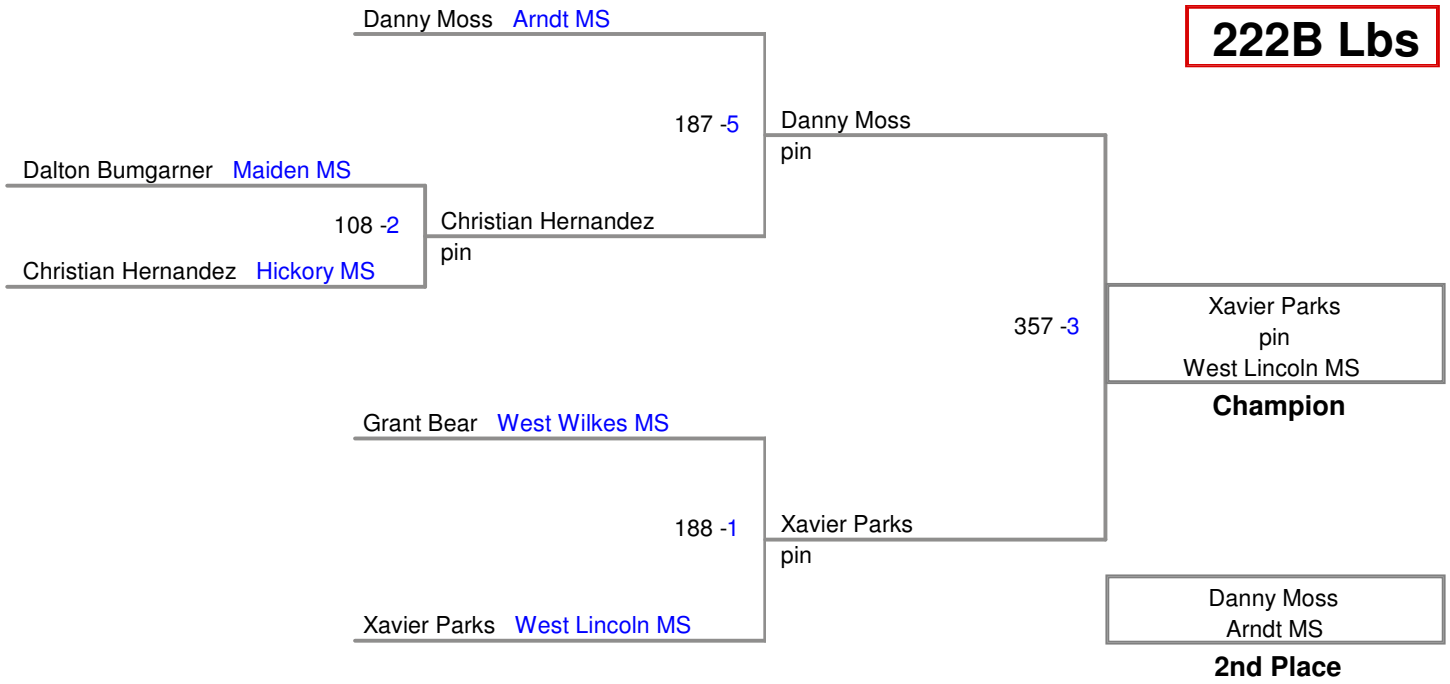 Danny Moss Arndt MS
222B Lbs
187 -5
Danny Moss
pin
Dalton Bumgarner Maiden MS
108 -2
Christian Hernandez
pin
Christian Hernandez Hickory MS
357 -3
Xavier Parks
pin
West Lincoln MS
Champion
Grant Bear West Wilkes MS
188 -1
Xavier Parks
pin
Xavier Parks West Lincoln MS
Danny Moss
Arndt MS
2nd Place